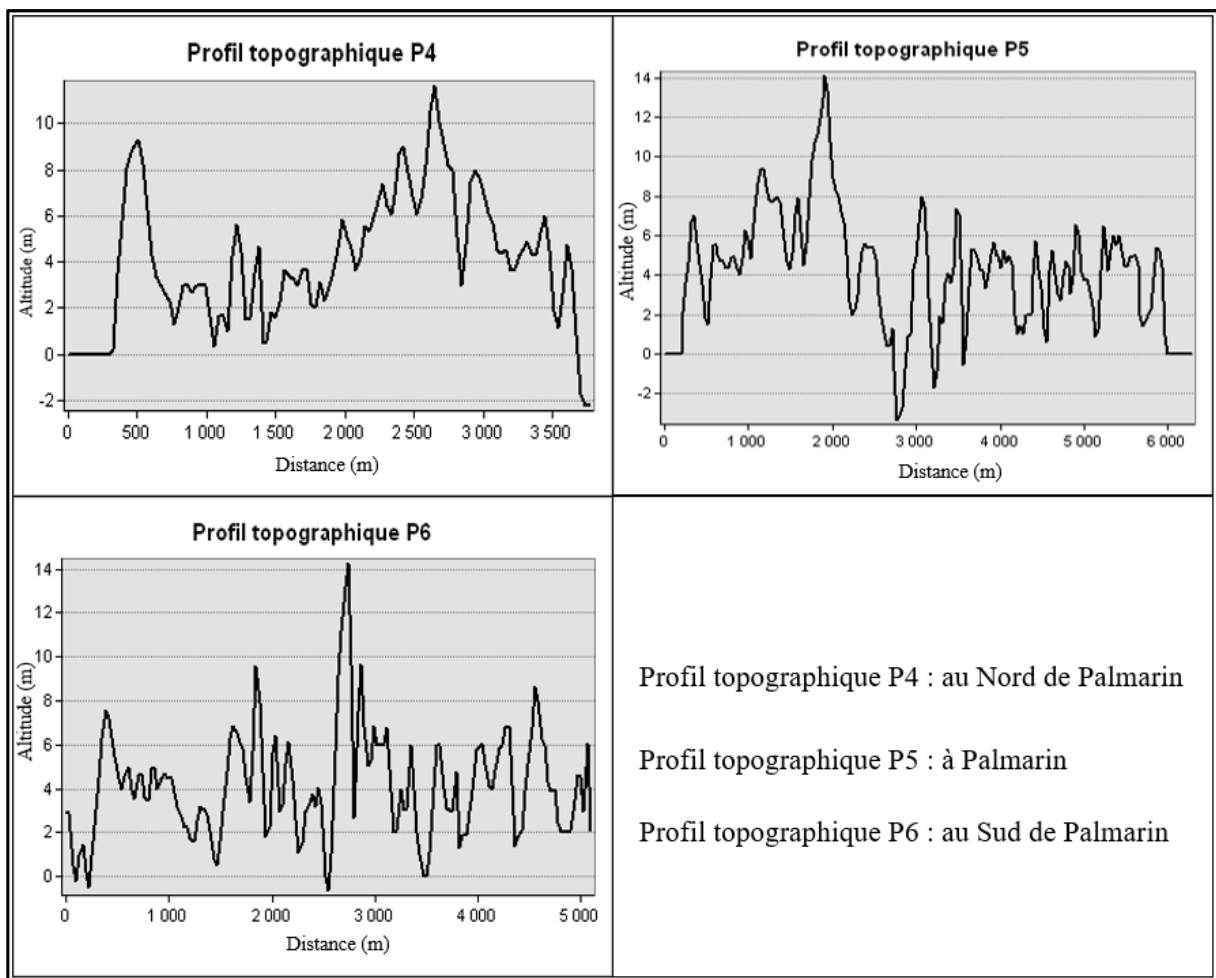 Profil topographique P4
Altitude (m)
10
8
6
4
2
0
-2
0 500 1 000 1 500 2 000 2 500 3 000 3 500
Distance (m)
Profil topographique P5
Altitude (m)
14
12
10
8
6
4
2
0
-2
0 1 000 2 000 3 000 4 000 5 000 6 000
Distance (m)
Profil topographique P6
Altitude (m)
14
12
10
8
6
4
2
0
0 1 000 2 000 3 000 4 000 5 000
Distance (m)
Profil topographique P4 : au Nord de Palmarin
Profil topographique P5 : à Palmarin
Profil topographique P6 : au Sud de Palmarin